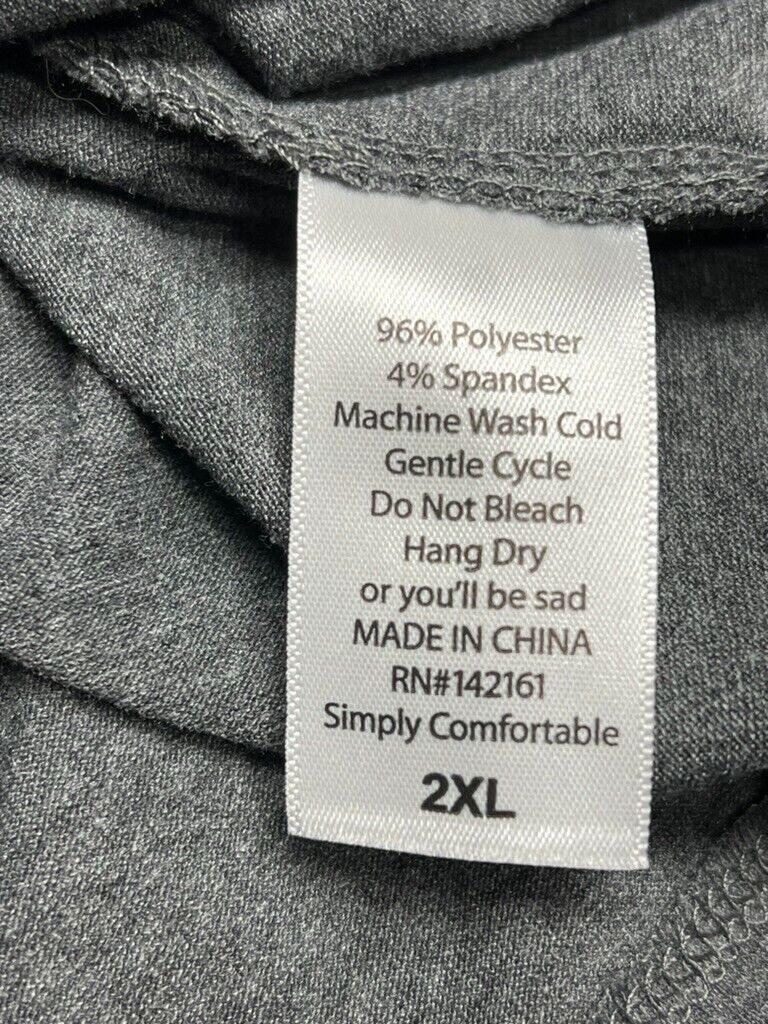 96% Polyester
4% Spandex
Machine Wash Cold
Gentle Cycle
Do Not Bleach
Hang Dry
or you'll be sad
MADE IN CHINA
RN#142161
Simply Comfortable
2XL